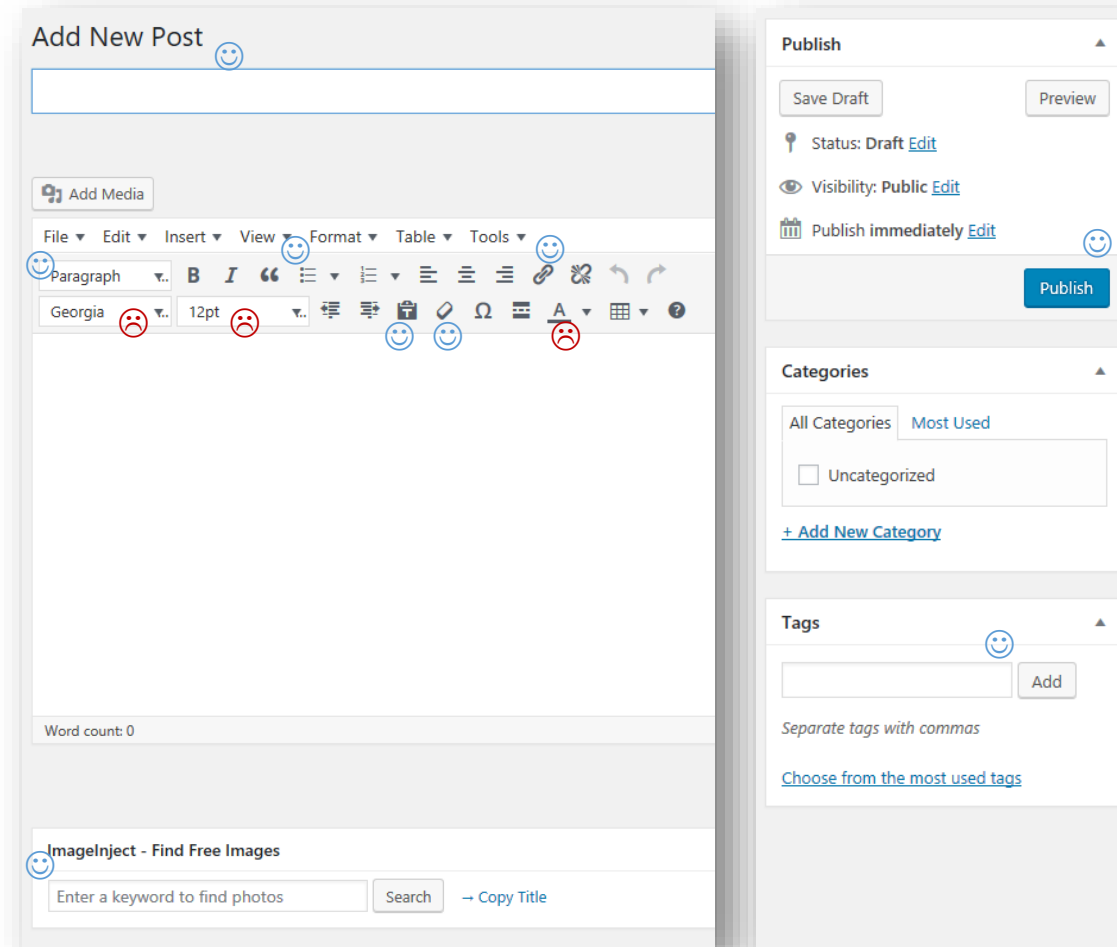 Add New Post
Add Media
File Edit Insert View Format Table Tools
Paragraph B I
Georgia 12pt Ω A
Word count: 0
ImageInject - Find Free Images
Enter a keyword to find photos Search → Copy Title
Publish
Save Draft Preview
Status: Draft Edit
Visibility: Public Edit
Publish immediately Edit
Publish
Categories
All Categories Most Used
Uncategorized
+ Add New Category
Tags
Add
Separate tags with commas
Choose from the most used tags